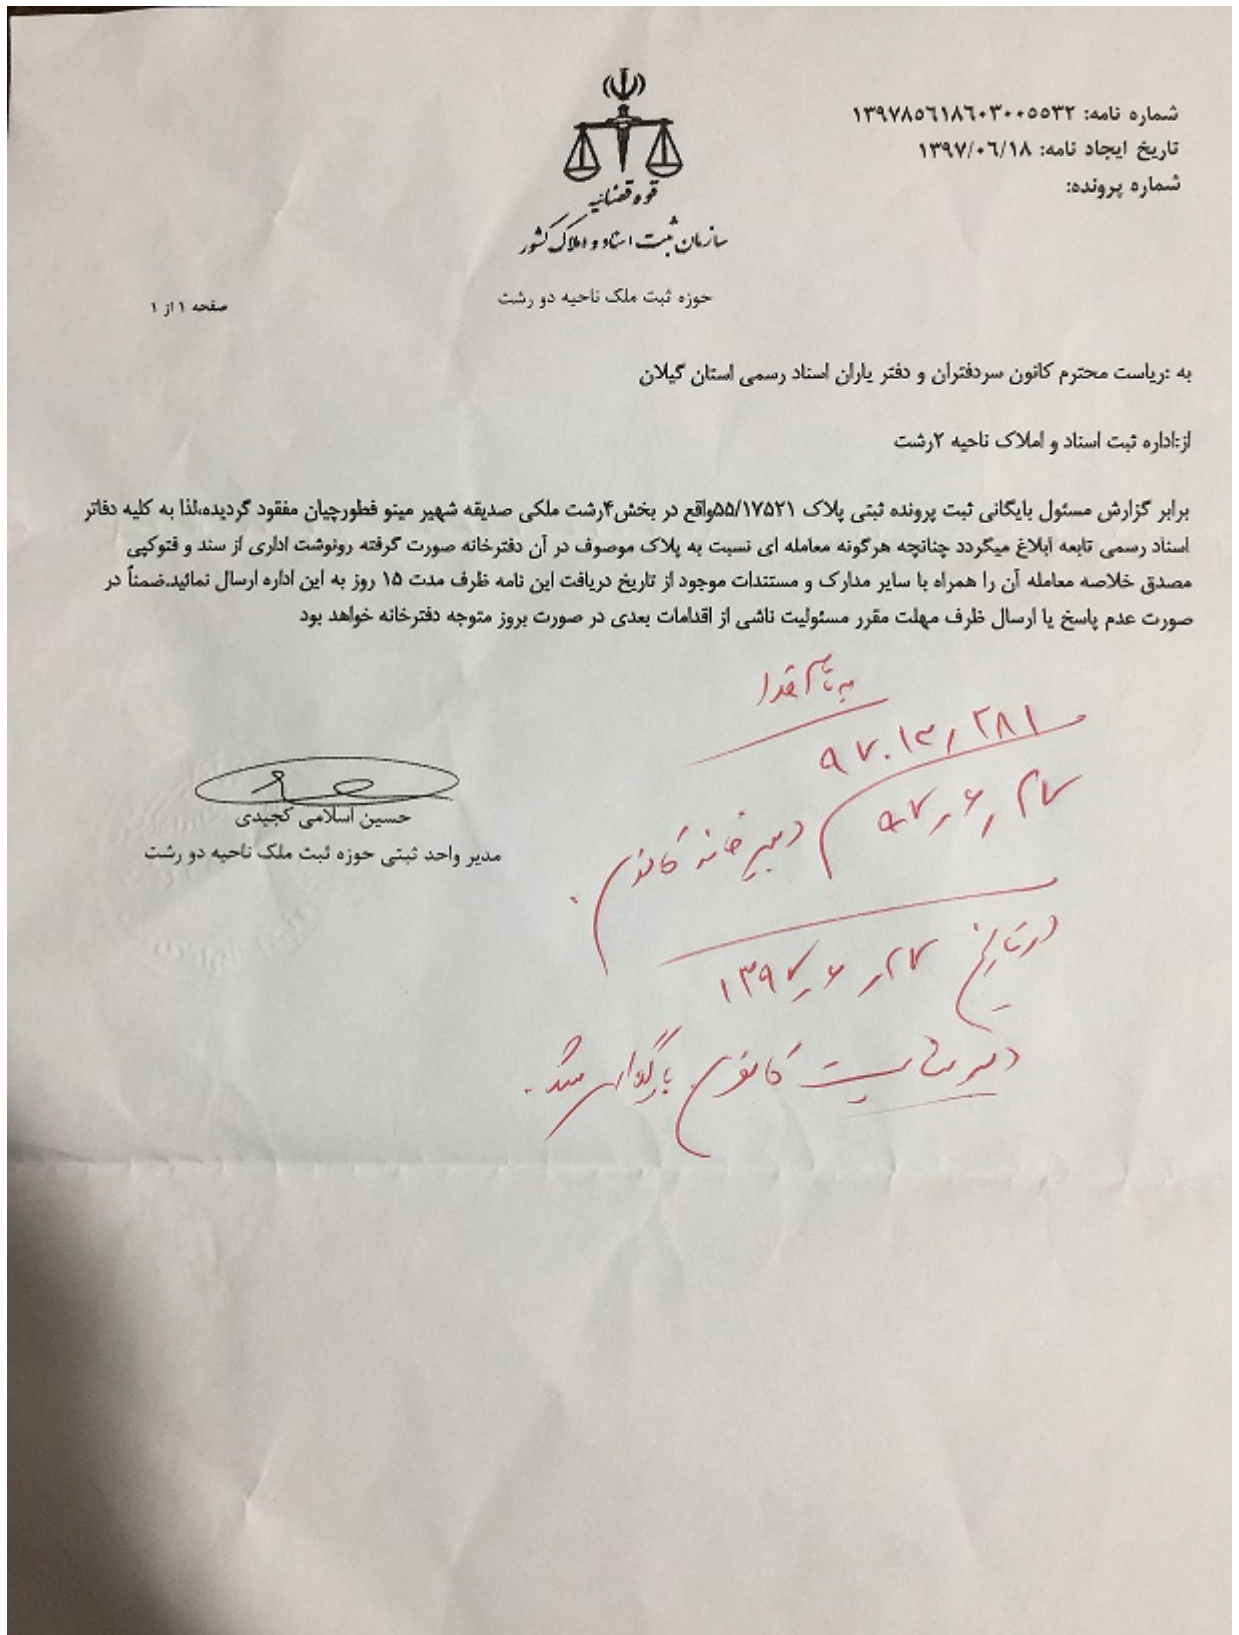 شماره نامه: ۱۳۹۷۸۵۶۱۸۶۰۳۰۰۵۵۳۲
تاریخ ایجاد نامه: ۱۳۹۷/۰۶/۱۸
شماره پرونده:
قوه قضائیه
سازمان ثبت اسناد و املاک کشور
حوزه ثبت ملک ناحیه دو رشت
صفحه ۱ از ۱
به :ریاست محترم کانون سردفتران و دفتر یاران اسناد رسمی استان گیلان
از:اداره ثبت اسناد و املاک ناحیه ۲رشت
برابر گزارش مسئول بایگانی ثبت پرونده ثبتی پلاک ۵۵/۱۷۵۲۱واقع در بخش۴رشت ملکی صدیقه شهیر مینو فطورچیان مفقود گردیده،لذا به کلیه دفاتر
اسناد رسمی تابعه ابلاغ میگردد چنانچه هرگونه معامله ای نسبت به پلاک موصوف در آن دفترخانه صورت گرفته رونوشت اداری از سند و فتوکپی
مصدق خلاصه معامله آن را همراه با سایر مدارک و مستندات موجود از تاریخ دریافت این نامه ظرف مدت ۱۵ روز به این اداره ارسال نمائید.ضمناً در
صورت عدم پاسخ یا ارسال ظرف مهلت مقرر مسئولیت ناشی از اقدامات بعدی در صورت بروز متوجه دفترخانه خواهد بود
به نام خدا
حسین اسلامی کجیدی
مدیر واحد ثبتی حوزه ثبت ملک ناحیه دو رشت
دبیرخانه کانون.
در تاریخ ۱۳۹۷٫۶٫۲۷
در سایت کانون بارگذاری شد.